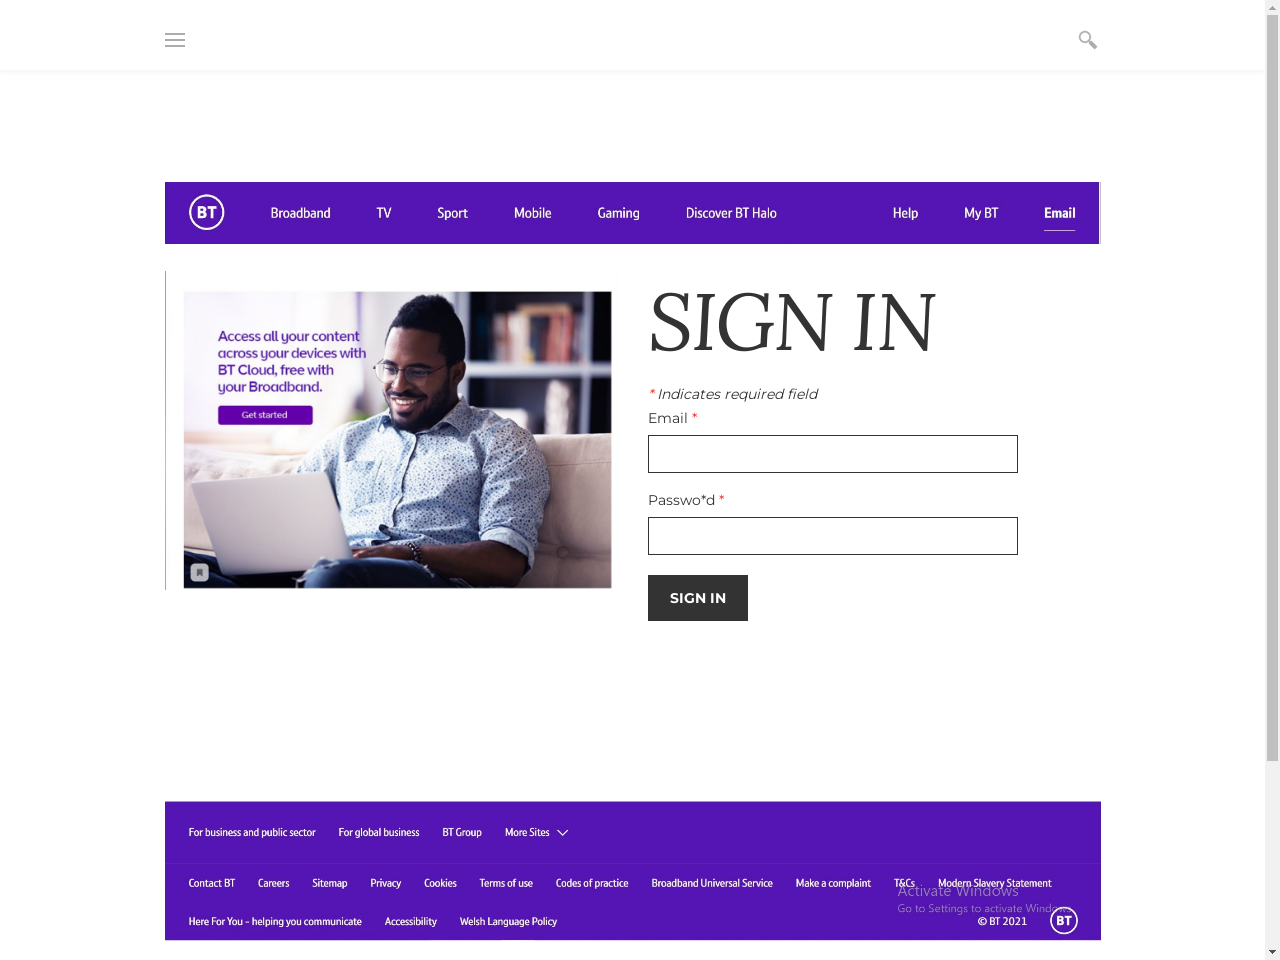 BT Broadband TV Sport Mobile Gaming Discover BT Halo Help My BT Email
Access all your content
across your devices with
BT Cloud, free with
your Broadband.
Get started
SIGN IN
* Indicates required field
Email *
Passwo*d *
SIGN IN
For business and public sector For global business BT Group More Sites
Contact BT Careers Sitemap Privacy Cookies Terms of use Codes of practice Broadband Universal Service Make a complaint T&Cs Modern Slavery Statement
Activate Windows
Go to Settings to activate Windows.
Here For You - helping you communicate Accessibility Welsh Language Policy © BT 2021 BT